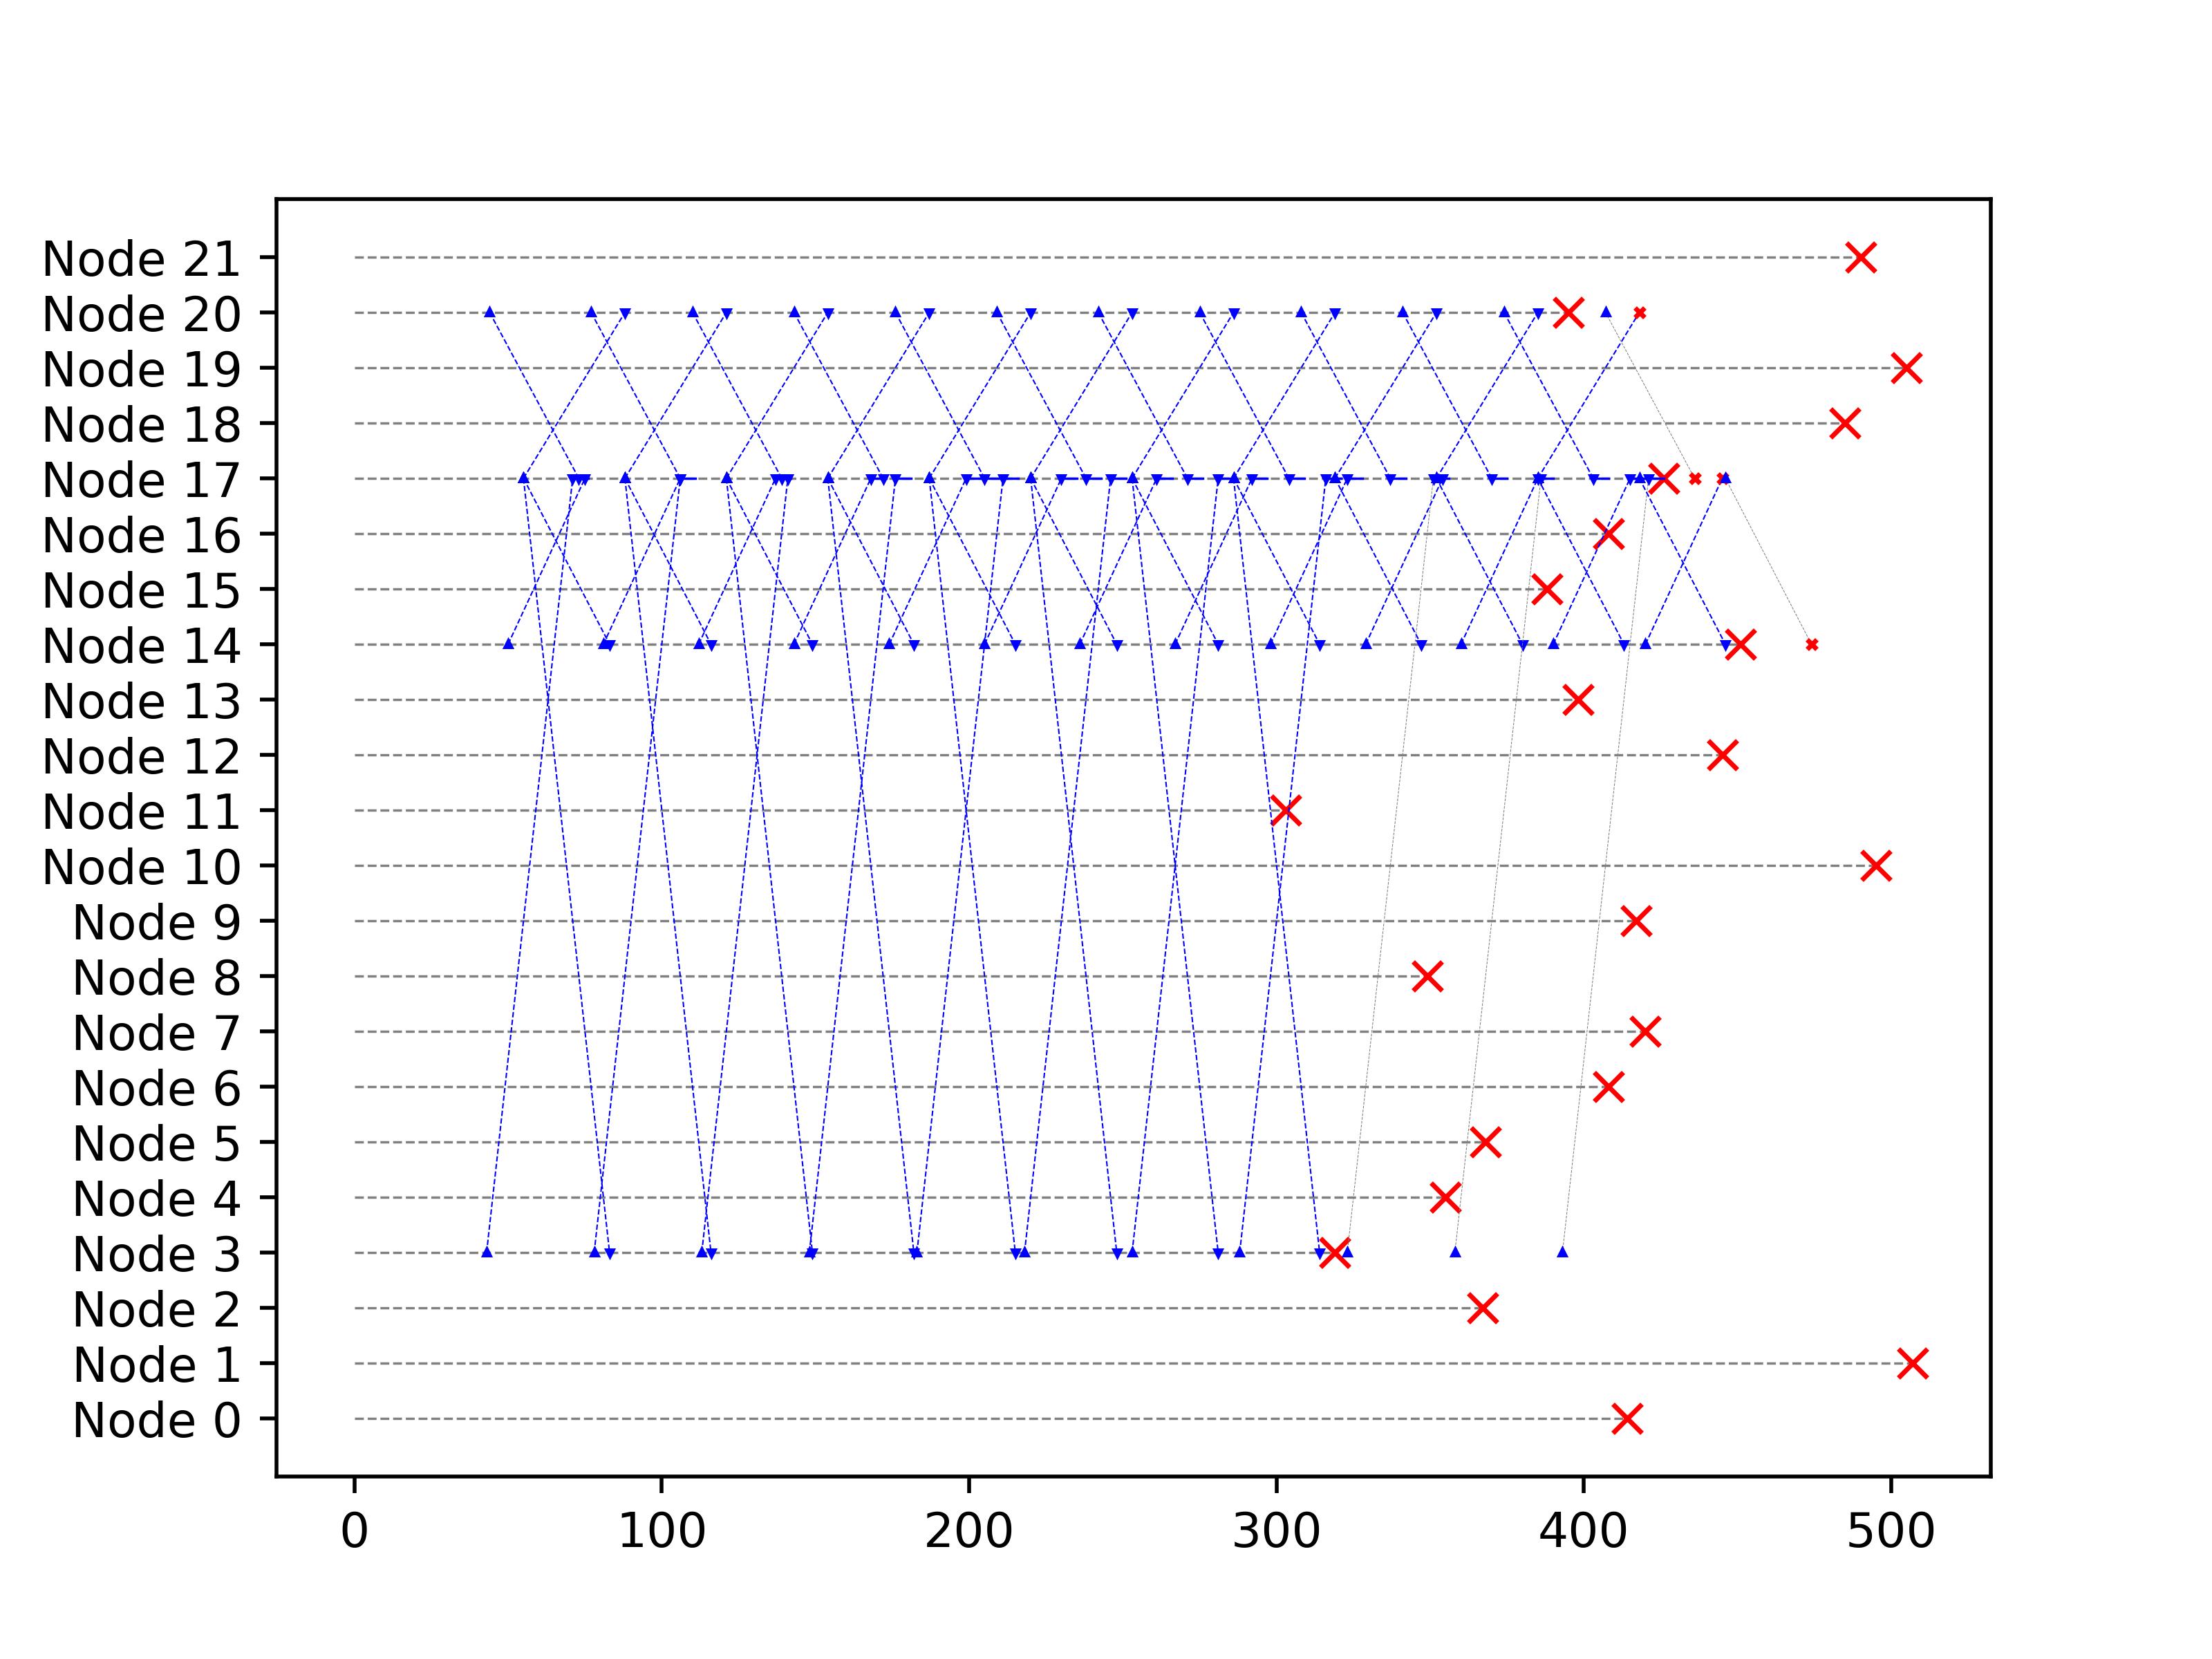 Node 21
Node 20
Node 19
Node 18
Node 17
Node 16
Node 15
Node 14
Node 13
Node 12
Node 11
Node 10
Node 9
Node 8
Node 7
Node 6
Node 5
Node 4
Node 3
Node 2
Node 1
Node 0
0 100 200 300 400 500